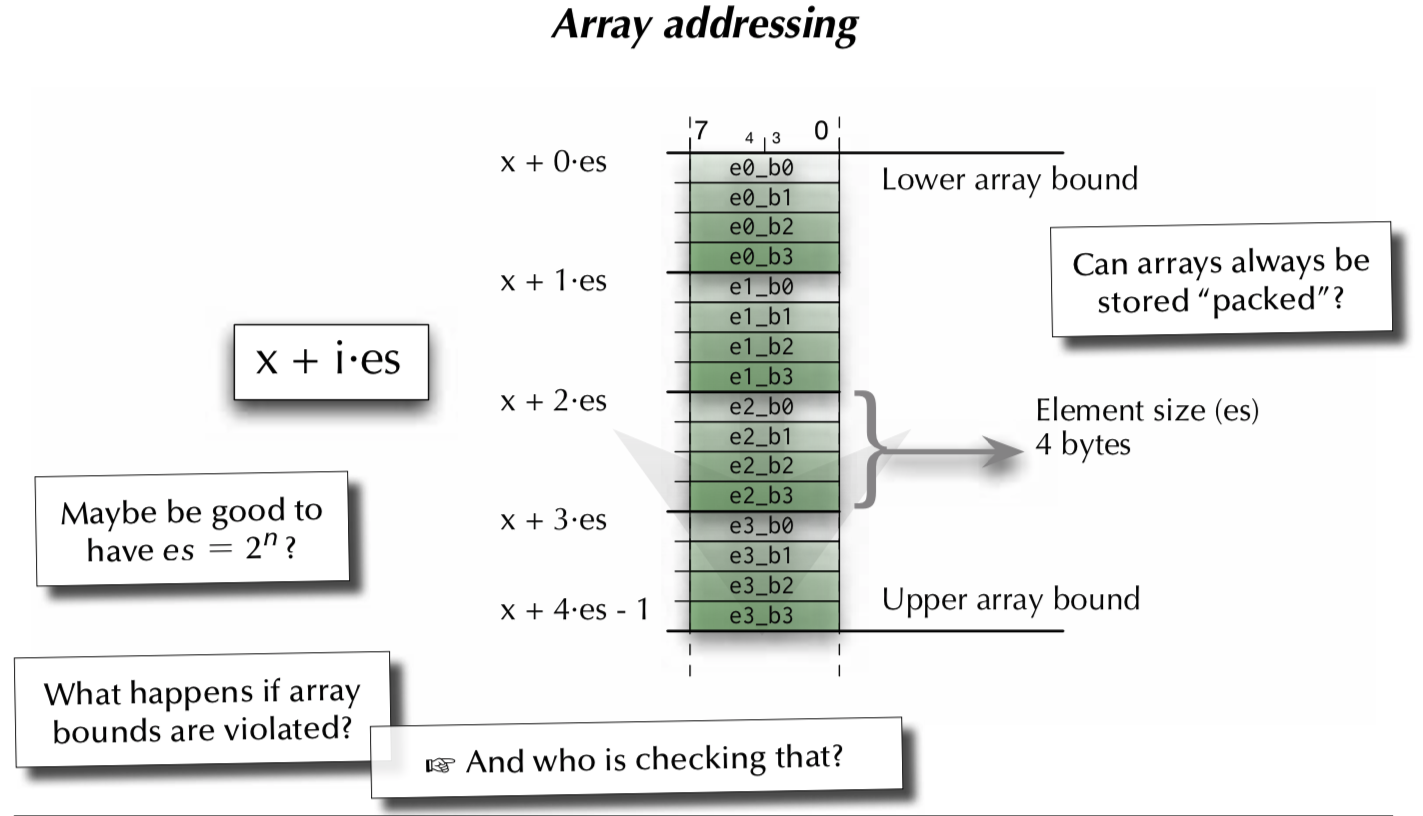 Array addressing
7 4 3 0
x + 0·es
e0_b0
Lower array bound
e0_b1
e0_b2
e0_b3
x + 1·es
e1_b0
e1_b1
e1_b2
e1_b3
x + 2·es
e2_b0
e2_b1
e2_b2
e2_b3
x + 3·es
e3_b0
e3_b1
e3_b2
x + 4·es - 1
e3_b3
Upper array bound
Can arrays always be
stored “packed”?
x + i·es
Element size (es)
4 bytes
Maybe be good to
have es = 2ⁿ?
What happens if array
bounds are violated?
☞ And who is checking that?